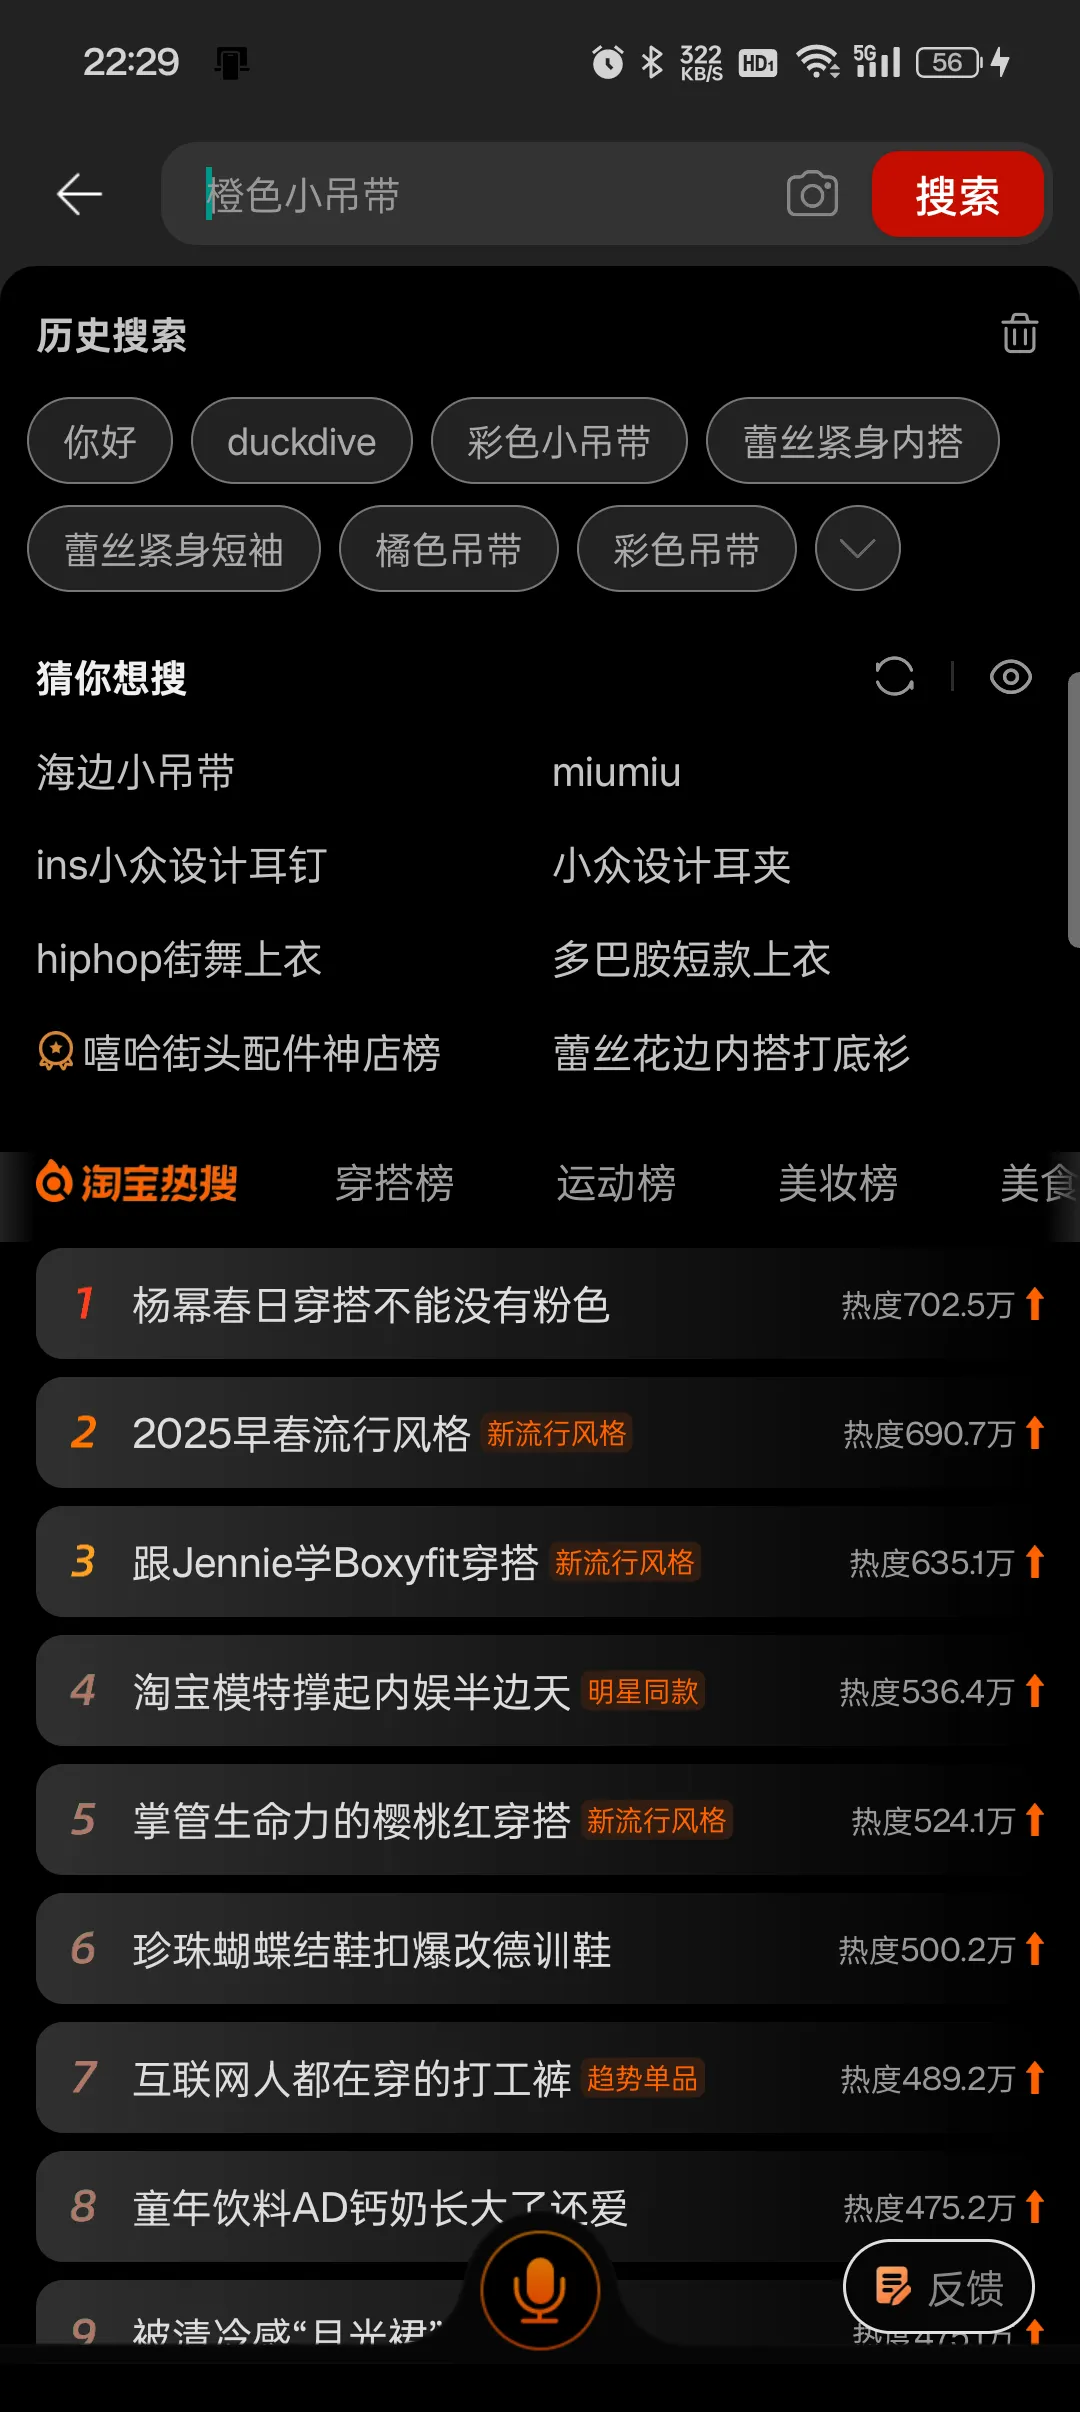 22:29 322 KB/S HD1 5G 56
橙色小吊带 搜索
历史搜索
你好 duckdive 彩色小吊带 蕾丝紧身内搭
蕾丝紧身短袖 橘色吊带 彩色吊带
猜你想搜
海边小吊带 miumiu
ins小众设计耳钉 小众设计耳夹
hiphop街舞上衣 多巴胺短款上衣
嘻哈街头配件神店榜 蕾丝花边内搭打底衫
淘宝热搜 穿搭榜 运动榜 美妆榜 美食
1 杨幂春日穿搭不能没有粉色 热度702.5万
2 2025早春流行风格 新流行风格 热度690.7万
3 跟Jennie学Boxyfit穿搭 新流行风格 热度635.1万
4 淘宝模特撑起内娱半边天 明星同款 热度536.4万
5 掌管生命力的樱桃红穿搭 新流行风格 热度524.1万
6 珍珠蝴蝶结鞋扣爆改德训鞋 热度500.2万
7 互联网人都在穿的打工裤 趋势单品 热度489.2万
8 童年饮料AD钙奶长大了还爱 热度475.2万
反馈
9 被清冷感“月光裙” 热度475.1万